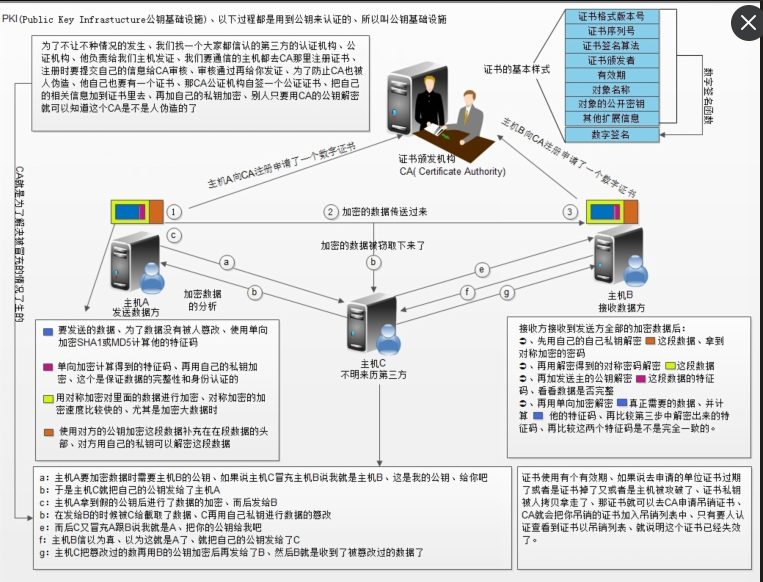 PKI(Public Key Infrastucture公钥基础设施)、以下过程都是用到公钥来认证的、所以叫公钥基础设施
为了不让不种情况的发生、我们找一个大家都信认的第三方的认证机构、公
证机构、他负责给我们主机发证、我们要通信的主机都去CA那里注册证书、
注册时要提交自己的信息给CA审核、审核通过再给你发证、为了防止CA也被
人伪造、他自己也要有一个证书、那CA公证机构自签一个公证证书、把自己
的相关信息加到证书里去、再加自己的私钥加密、别人只要用CA的公钥解密
就可以知道这个CA是不是人伪造的了
证书的基本样式
证书格式版本号
证书序列号
证书签名算法
证书颁发者
有效期
对象名称
对象的公开密钥
其他扩展信息
数字签名
数字签名函数
证书颁发机构
CA( Certificate Authority)
主机A向CA注册申请了一个数字证书
主机B向CA注册申请了一个数字证书
CA就是为了解决被冒充的情况了生的
1
2 加密的数据传送过来
3
c
加密的数据被窃取下来了
a
b
b
e
f
g
加密数据
的分析
主机A
发送数据方
主机B
接收数据方
主机C
不明来历第三方
要发送的数据、为了数据没有被人篡改、使用单向
加密SHA1或MD5计算他的特征码
单向加密计算得到的特征码、再用自己的私钥加
密、这个是保证数据的完整性和身份认证的
用对称加密对里面的数据进行加密、对称加密的加
密速度比较使的、尤其是加密大数据时
使用对方的公钥加密这段数据补充在在段数据的头
部、对方用自己的私钥可以解密这段数据
接收方接收到发送方全部的加密数据后：
、先用自己的自己私钥解密 这段数据、拿到
对称加密的密码
、再用解密得到的对称密码解密 这段数据
、再加发送主的公钥解密 这段数据的特征
码、看看数据是否完整
、再用单向加密解密 真正需要的数据、并计
算 他的特征码、再比较第三步中解密出来的特
征码、再比较这两个特征码是不是完全一致的。
a：主机A要加密数据时需要主机B的公钥、如果说主机C冒充主机B说我就是主机B、这是我的公钥、给你吧
b：于是主机C就把自己的公钥发给了主机A
c：主机A拿到假的公钥后进行了数据的加密、而后发给B
b：在发给B的时候被C给截取了数据、C再用自己私钥进行数据的篡改
e：而后C又冒充A跟B说我就是A、把你的公钥给我吧
f：主机B信以为真、以为这就是A了、就把自己的公钥发给了C
g：主机C把篡改过的数再用B的公钥加密后再发给了B、然后B就是收到了被篡改过的数据了
证书使用有个有效期、如果说去申请的单位证书过期
了或者是证书掉了又或者是主机被攻破了、证书私钥
被人拷贝拿走了、那证书就可以去CA申请吊销证书、
CA就会把你吊销的证书加入吊销列表中、只有要人认
证查看到证书以吊销列表、就说明这个证书已经失效
了。